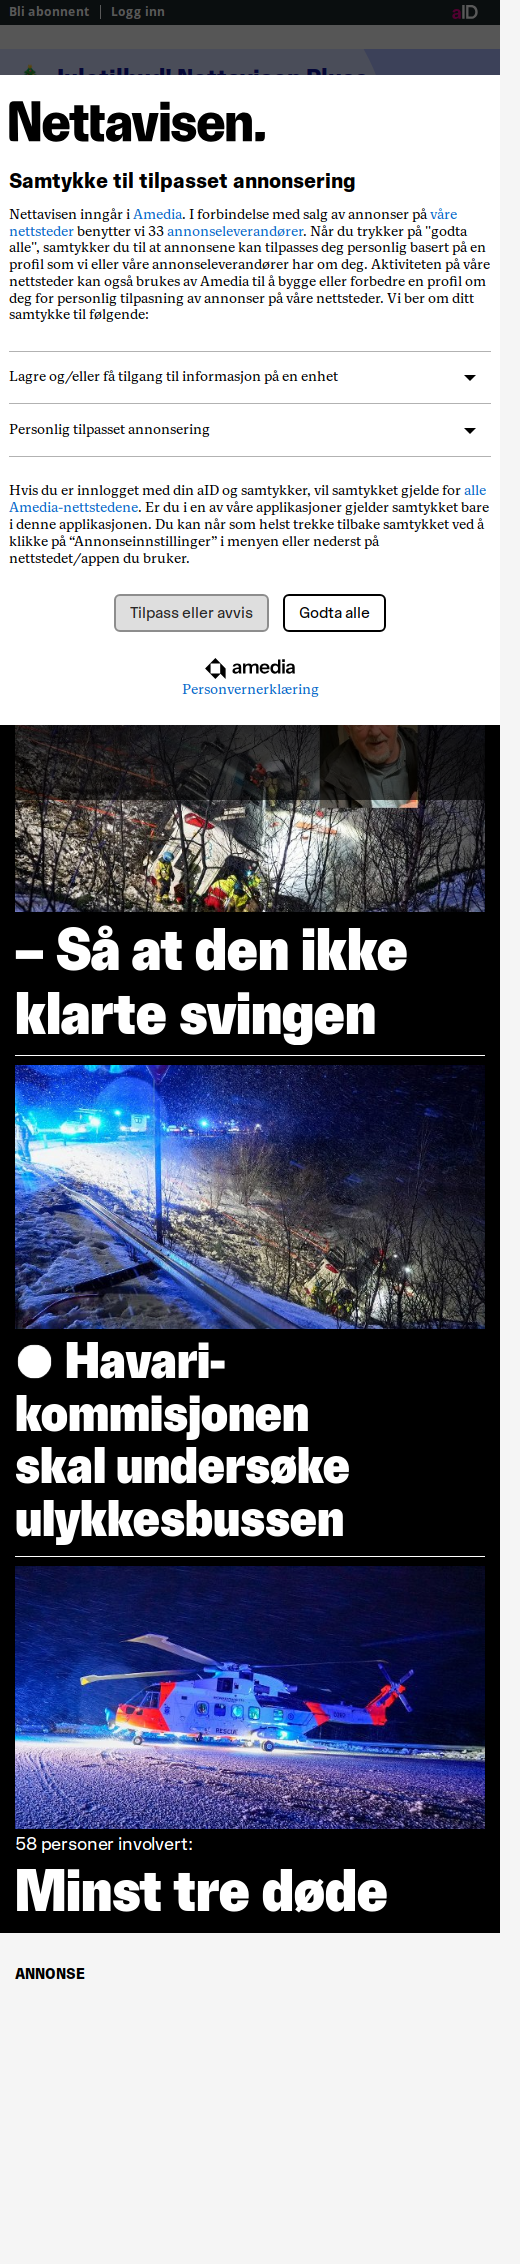 Bli abonnent
Logg inn
aID
Juletilbud! Nettavisen Pluss
Nettavisen.
Samtykke til tilpasset annonsering
Nettavisen inngår i Amedia. I forbindelse med salg av annonser på våre
nettsteder benytter vi 33 annonseleverandører. Når du trykker på "godta
alle", samtykker du til at annonsene kan tilpasses deg personlig basert på en
profil som vi eller våre annonseleverandører har om deg. Aktiviteten på våre
nettsteder kan også brukes av Amedia til å bygge eller forbedre en profil om
deg for personlig tilpasning av annonser på våre nettsteder. Vi ber om ditt
samtykke til følgende:
Lagre og/eller få tilgang til informasjon på en enhet
Personlig tilpasset annonsering
Hvis du er innlogget med din aID og samtykker, vil samtykket gjelde for alle
Amedia-nettstedene. Er du i en av våre applikasjoner gjelder samtykket bare
i denne applikasjonen. Du kan når som helst trekke tilbake samtykket ved å
klikke på “Annonseinnstillinger” i menyen eller nederst på
nettstedet/appen du bruker.
Tilpass eller avvis
Godta alle
amedia
Personvernerklæring
– Så at den ikke
klarte svingen
● Havari-
kommisjonen
skal undersøke
ulykkesbussen
RESCUE
58 personer involvert:
Minst tre døde
ANNONSE